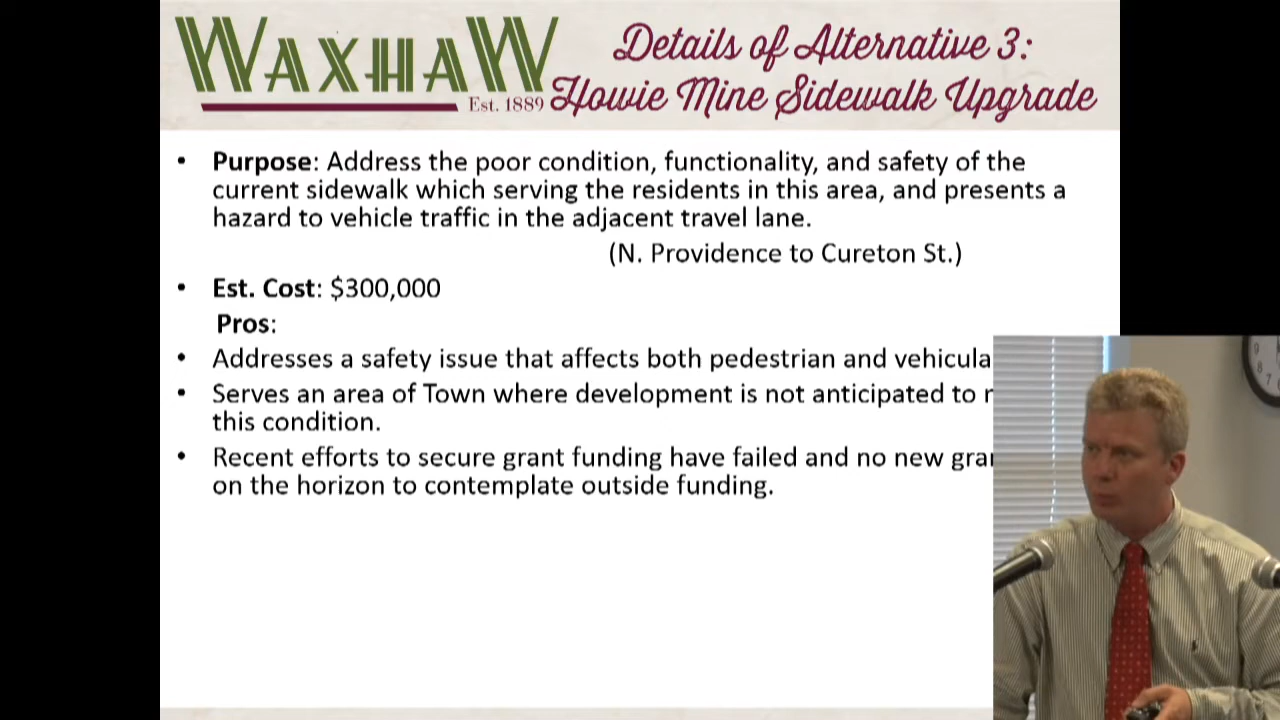 WAXHAW
Est. 1889
Details of Alternative 3:
Howie Mine Sidewalk Upgrade
• Purpose: Address the poor condition, functionality, and safety of the
current sidewalk which serving the residents in this area, and presents a
hazard to vehicle traffic in the adjacent travel lane.
(N. Providence to Cureton St.)
• Est. Cost: $300,000
Pros:
• Addresses a safety issue that affects both pedestrian and vehicula
• Serves an area of Town where development is not anticipated to
this condition.
• Recent efforts to secure grant funding have failed and no new
on the horizon to contemplate outside funding.
9
8
7